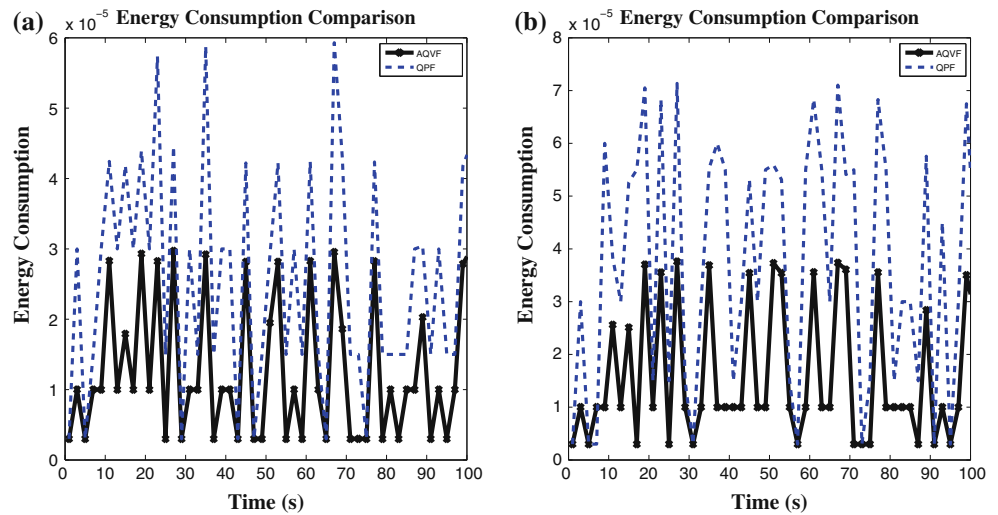 (a)
x 10⁻⁵
Energy Consumption Comparison
6
5
4
3
2
1
0
Energy Consumption
AQVF
QPF
0 10 20 30 40 50 60 70 80 90 100
Time (s)
(b)
x 10⁻⁵
Energy Consumption Comparison
8
7
6
5
4
3
2
1
0
Energy Consumption
AQVF
QPF
0 10 20 30 40 50 60 70 80 90 100
Time (s)